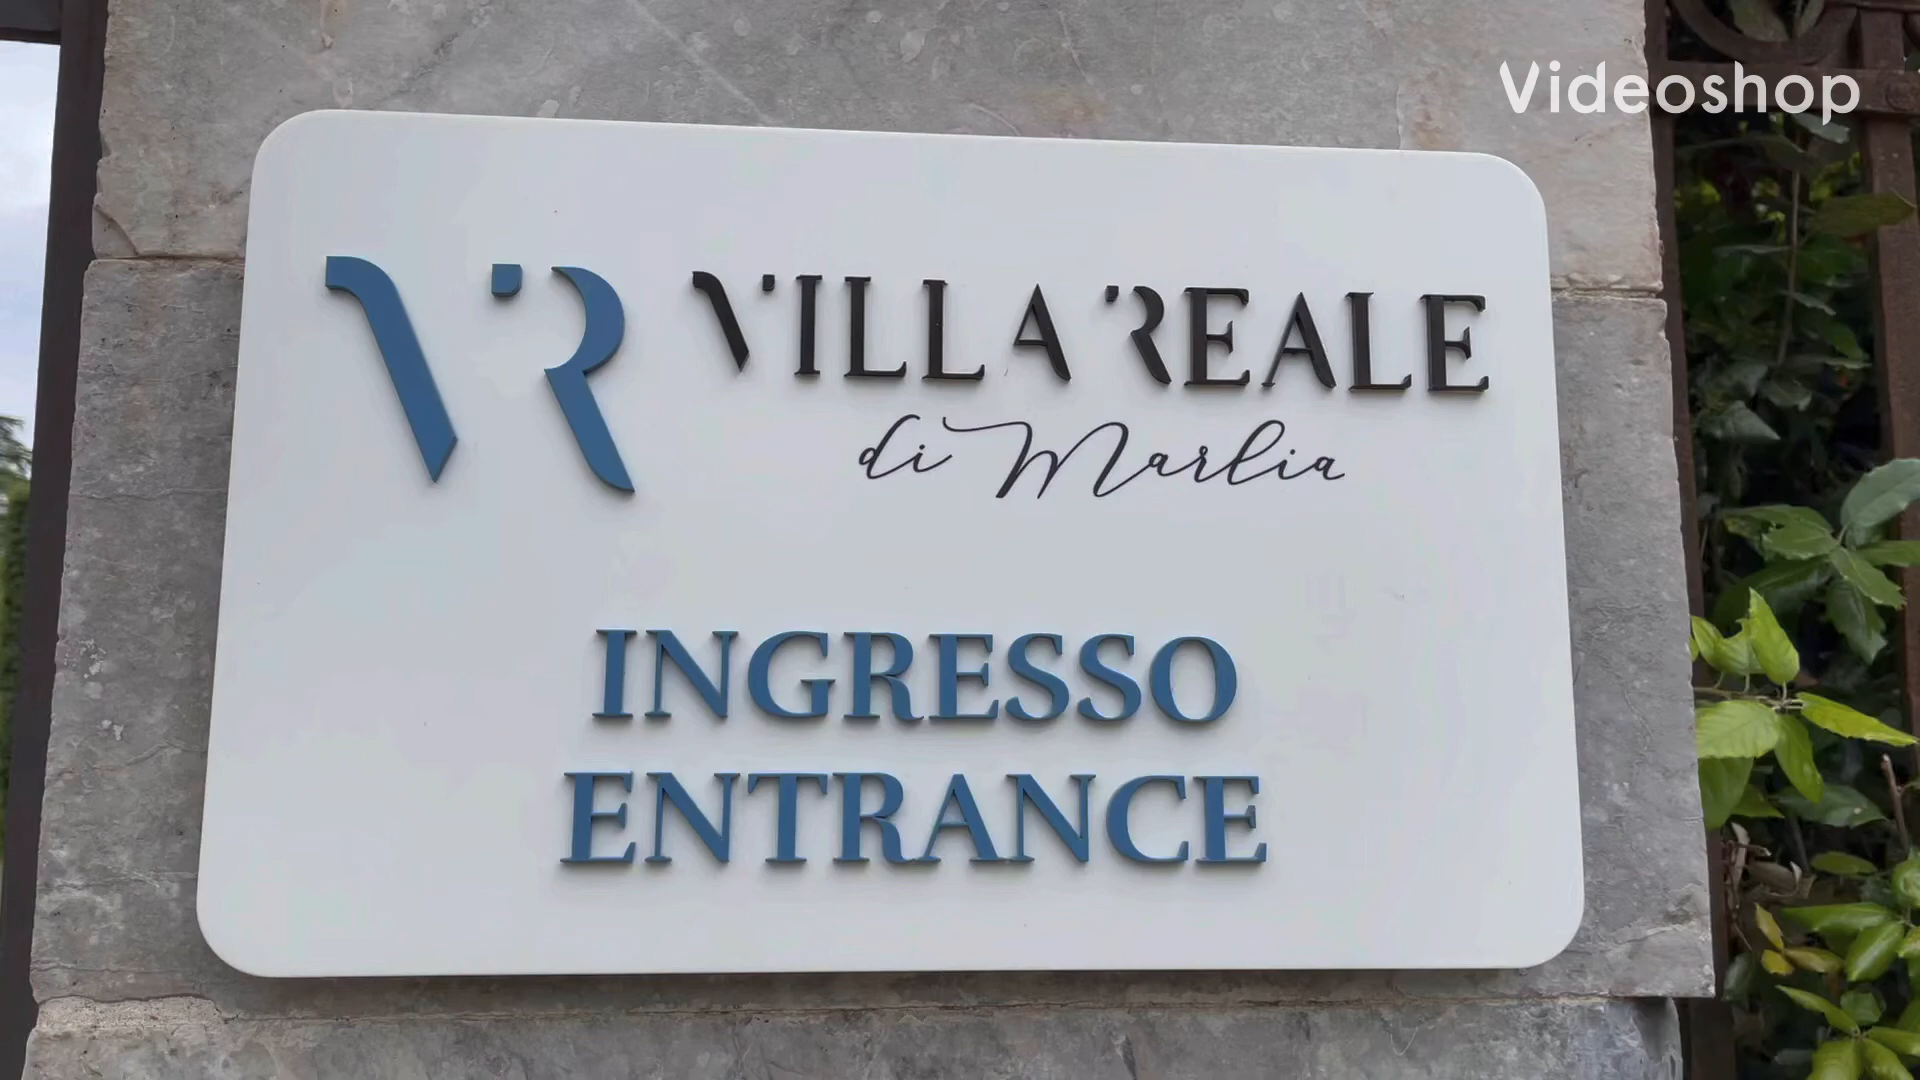 Videoshop
VR VILLA REALE
di Marlia
INGRESSO
ENTRANCE